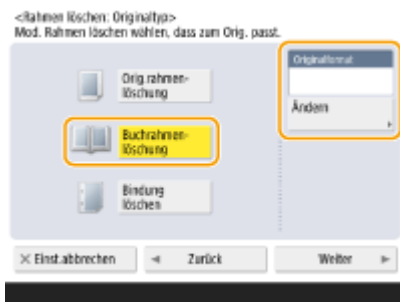 <Rahmen löschen: Originaltyp>
Mod. Rahmen löschen wählen, dass zum Orig. passt.
Originalformat
Orig.rahmen-
löschung
Ändern
Buchrahmen-
löschung
Bindung
löschen
Einst.abbrechen
Zurück
Weiter